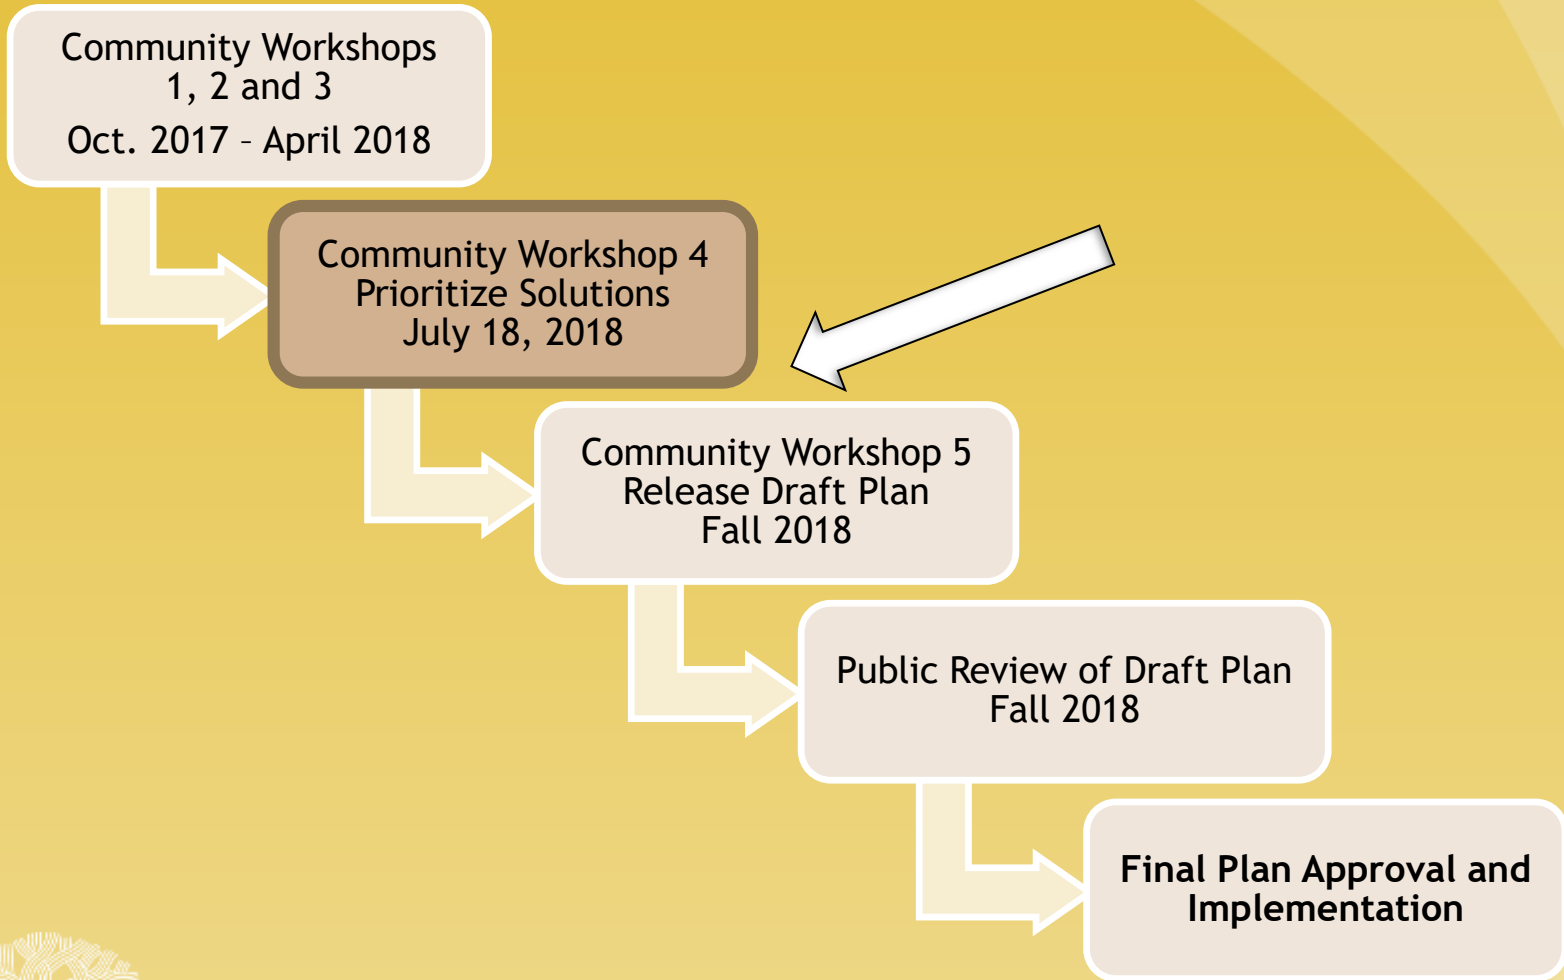 Community Workshops
1, 2 and 3
Oct. 2017 – April 2018
Community Workshop 4
Prioritize Solutions
July 18, 2018
Community Workshop 5
Release Draft Plan
Fall 2018
Public Review of Draft Plan
Fall 2018
Final Plan Approval and
Implementation